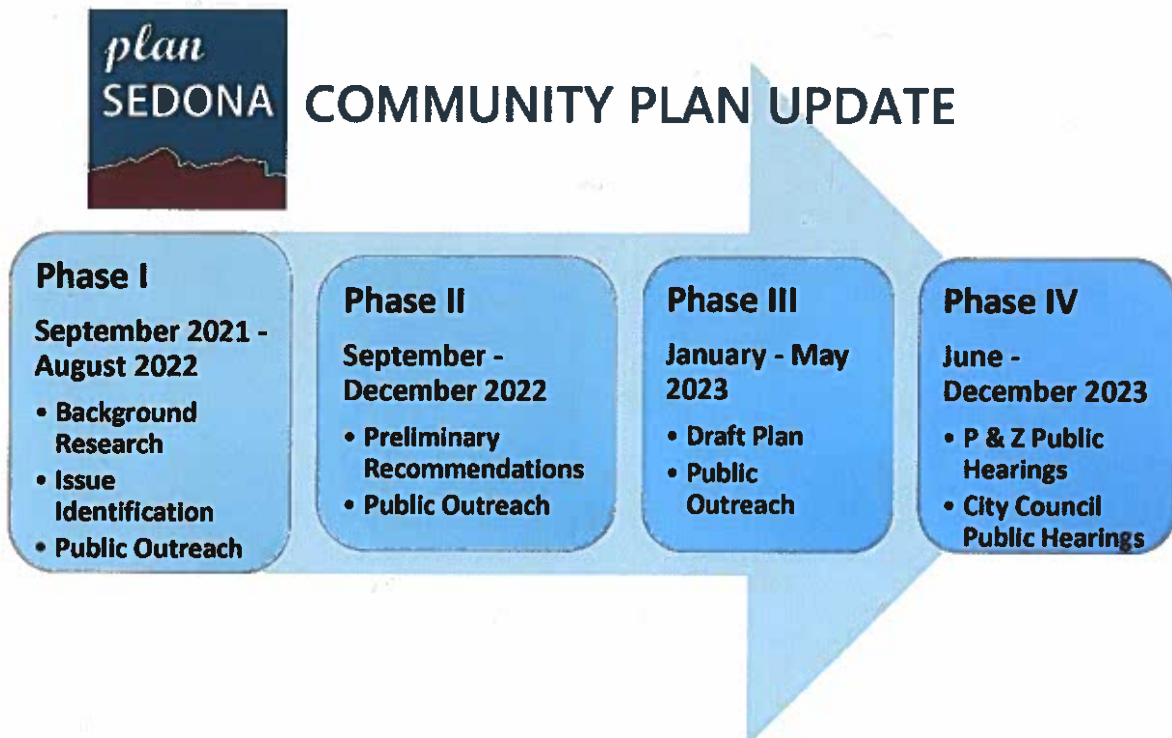 plan
SEDONA
COMMUNITY PLAN UPDATE
Phase I
September 2021 -
August 2022
• Background
Research
• Issue
Identification
• Public Outreach
Phase II
September -
December 2022
• Preliminary
Recommendations
• Public Outreach
Phase III
January - May
2023
• Draft Plan
• Public
Outreach
Phase IV
June -
December 2023
• P & Z Public
Hearings
• City Council
Public Hearings